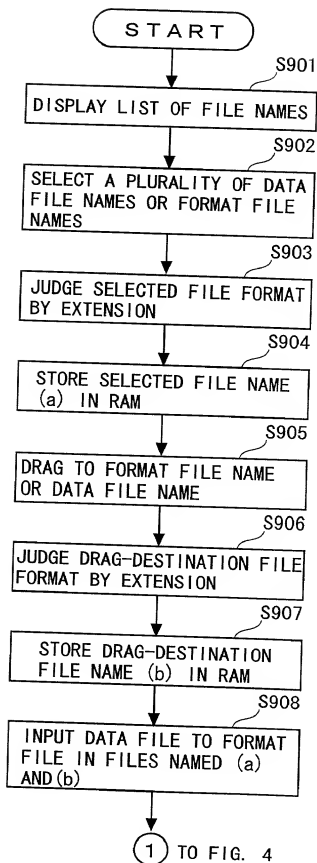 START
S901
DISPLAY LIST OF FILE NAMES
S902
SELECT A PLURALITY OF DATA
FILE NAMES OR FORMAT FILE
NAMES
S903
JUDGE SELECTED FILE FORMAT
BY EXTENSION
S904
STORE SELECTED FILE NAME
(a) IN RAM
S905
DRAG TO FORMAT FILE NAME
OR DATA FILE NAME
S906
JUDGE DRAG-DESTINATION FILE
FORMAT BY EXTENSION
S907
STORE DRAG-DESTINATION
FILE NAME (b) IN RAM
S908
INPUT DATA FILE TO FORMAT
FILE IN FILES NAMED (a)
AND(b)
1 TO FIG. 4